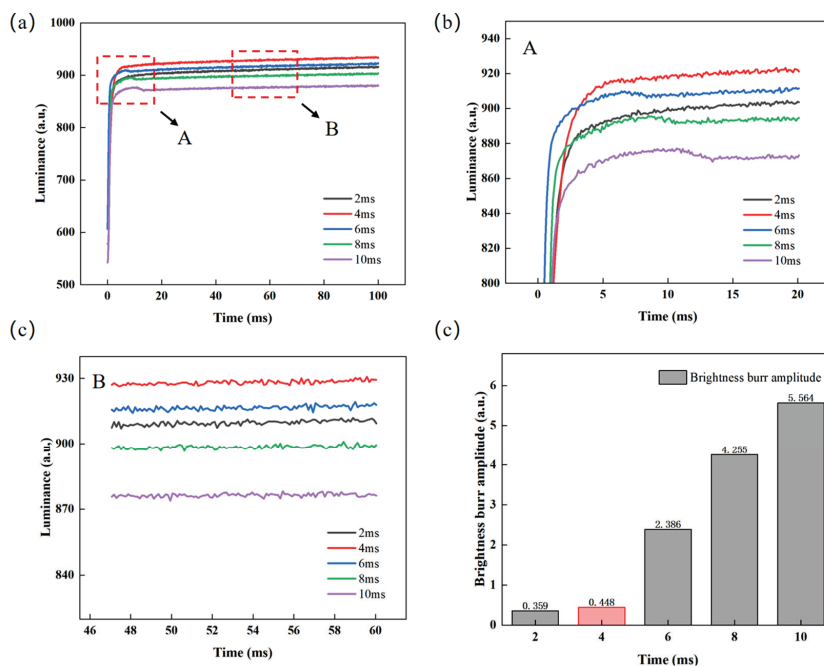 (a)
1000
900
800
700
600
500
Luminance (a.u.)
A
B
2ms
4ms
6ms
8ms
10ms
0 20 40 60 80 100
Time (ms)
(b)
A
940
920
900
880
860
840
820
800
Luminance (a.u.)
2ms
4ms
6ms
8ms
10ms
0 5 10 15 20
Time (ms)
(c)
B
930
900
870
840
Luminance (a.u.)
2ms
4ms
6ms
8ms
10ms
46 48 50 52 54 56 58 60
Time (ms)
(c)
Brightness burr amplitude
6
5
4
3
2
1
0
Brightness burr amplitude (a.u.)
0.359
0.448
2.386
4.255
5.564
2 4 6 8 10
Time (ms)